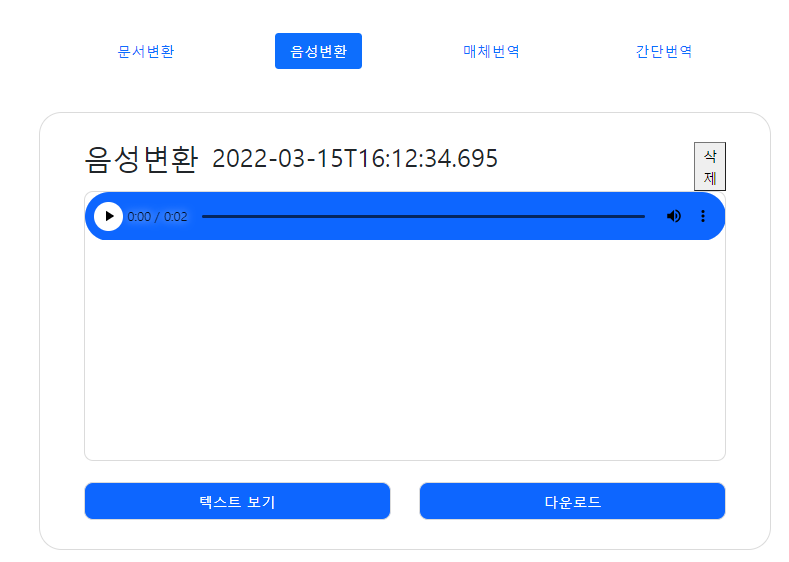 문서변환 음성변환 매체번역 간단번역
음성변환 2022-03-15T16:12:34.695
삭
제
0:00 / 0:02
텍스트 보기 다운로드